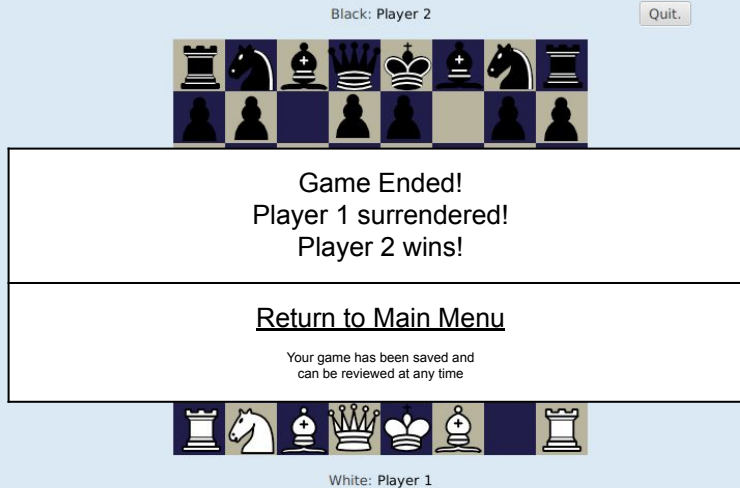 Black: Player 2
Quit.
Game Ended!
Player 1 surrendered!
Player 2 wins!
Return to Main Menu
Your game has been saved and
can be reviewed at any time
White: Player 1